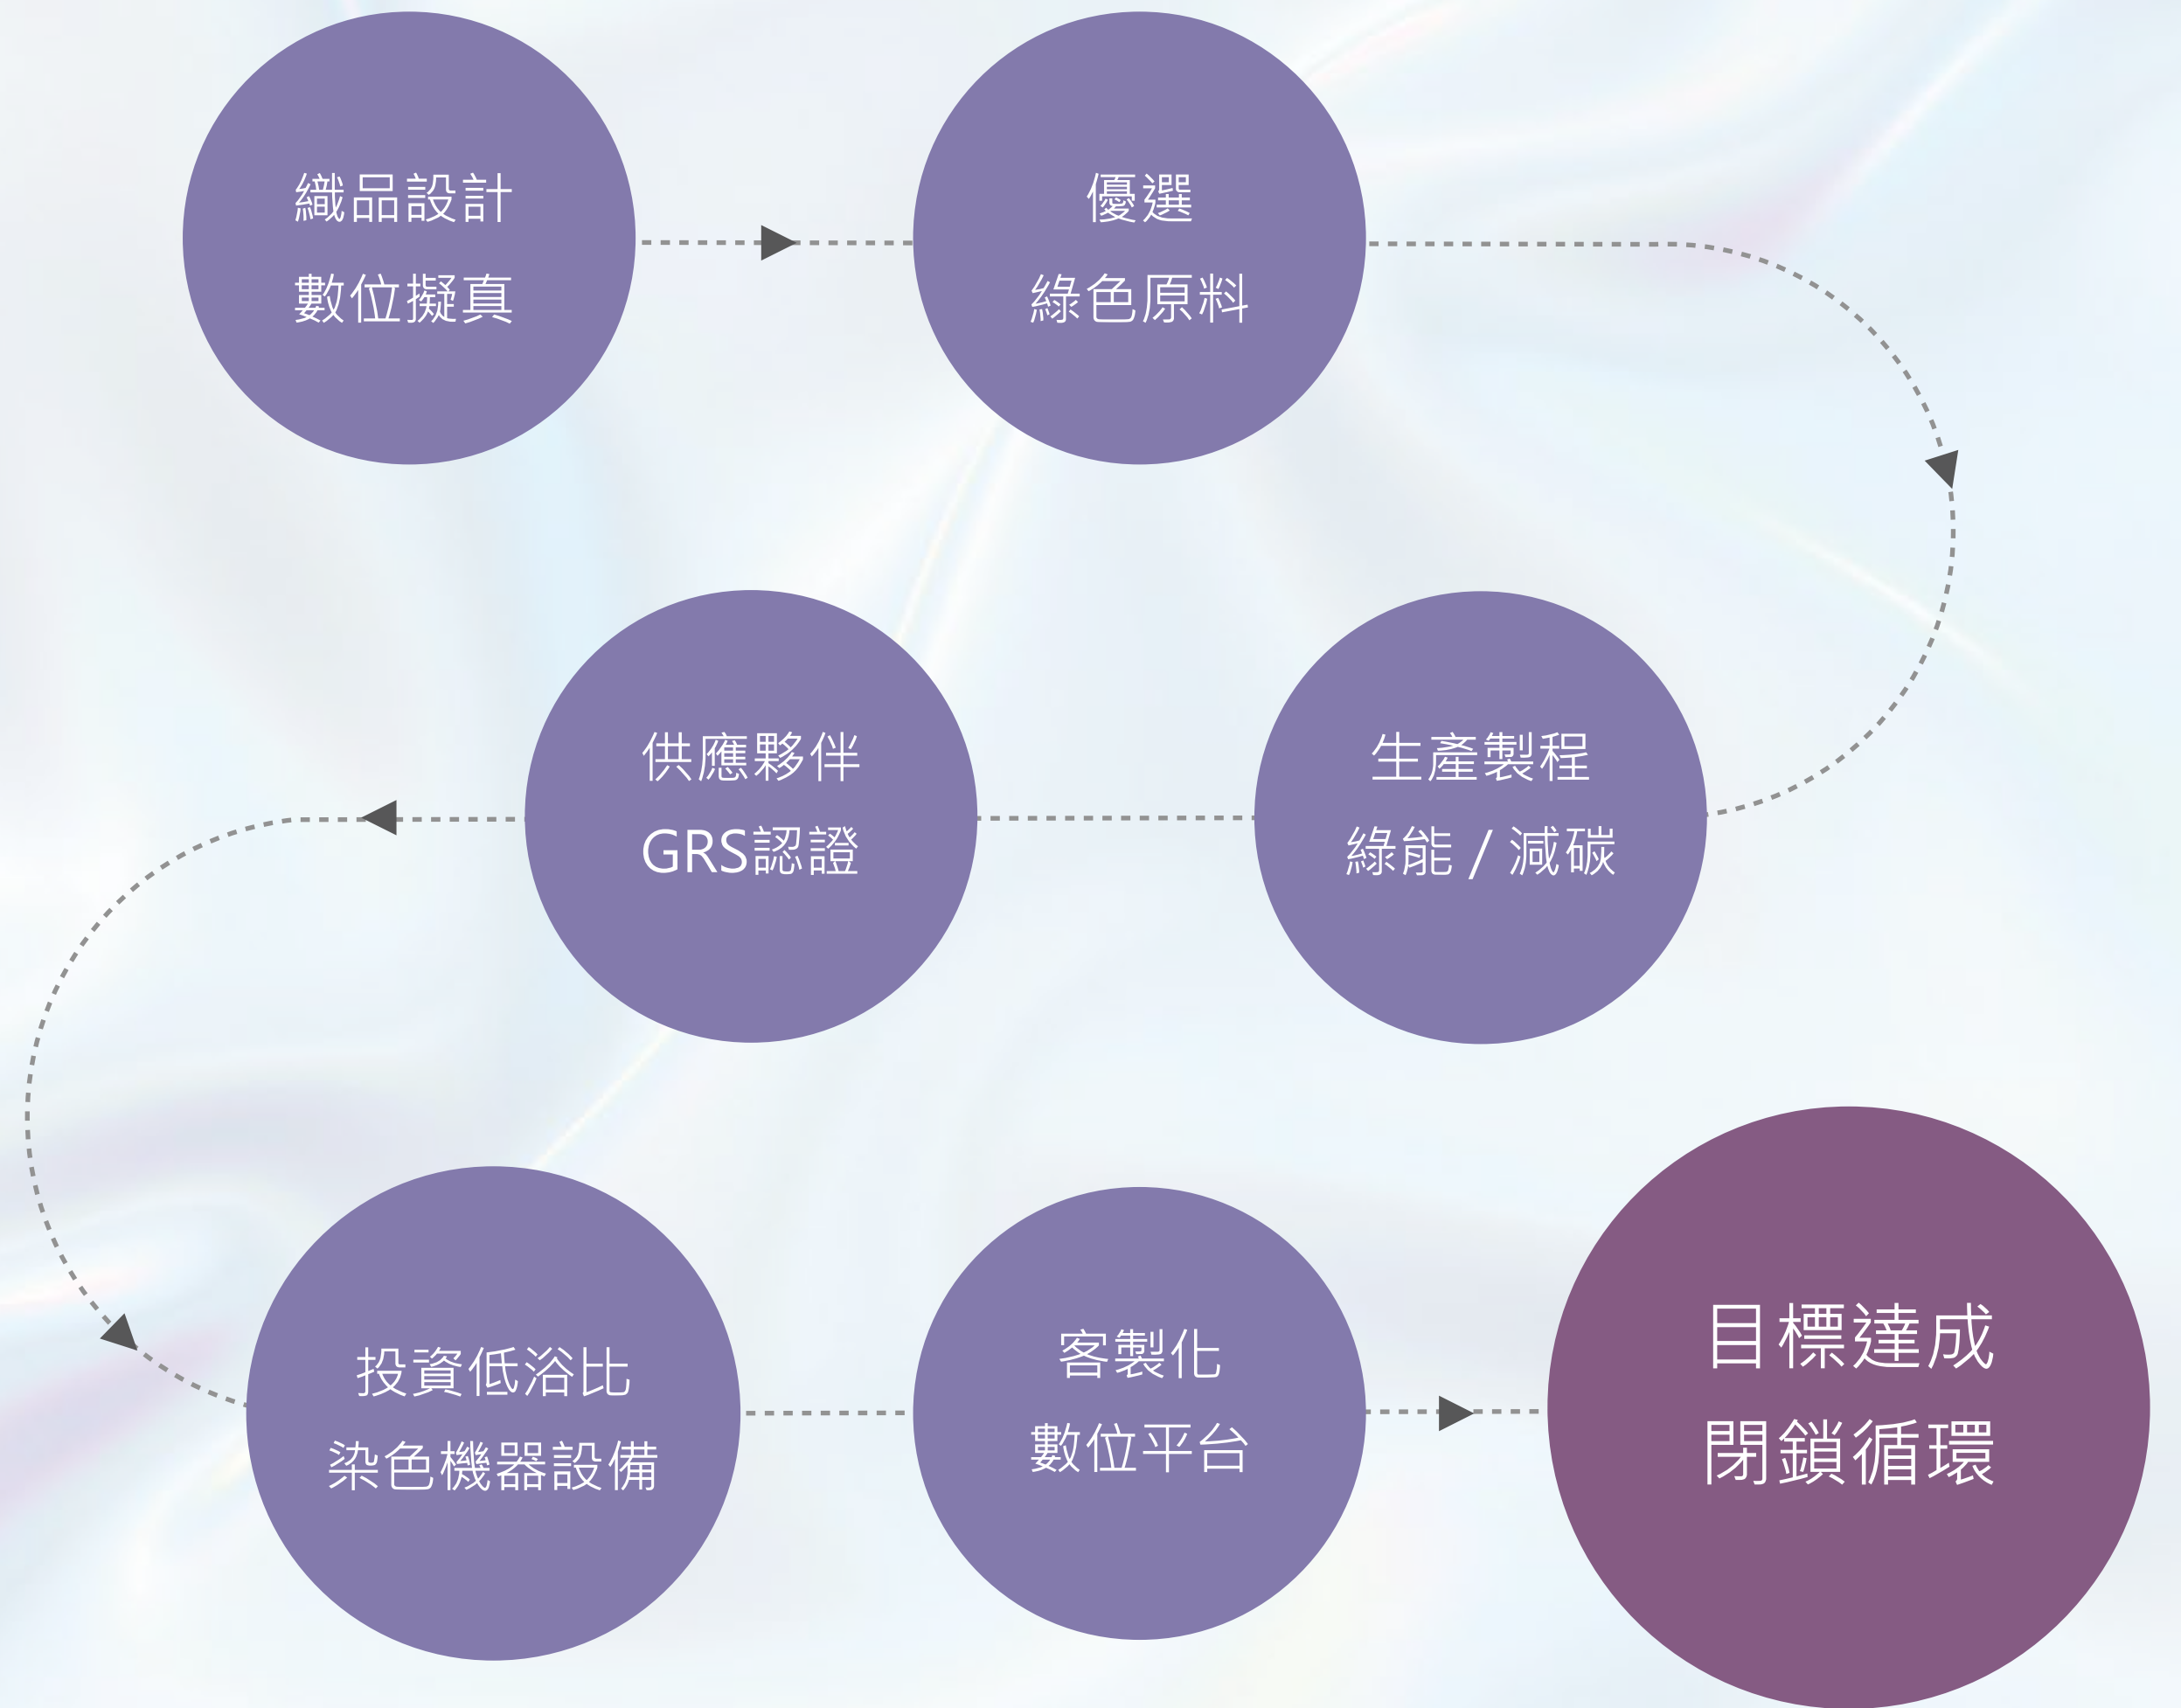 織品設計
數位擬真
優選
綠色原料
生產製程
綠能 / 減碳
供應夥伴
GRS認證
投資低浴比
染色機器設備
客製化
數位平台
目標達成
閉鎖循環